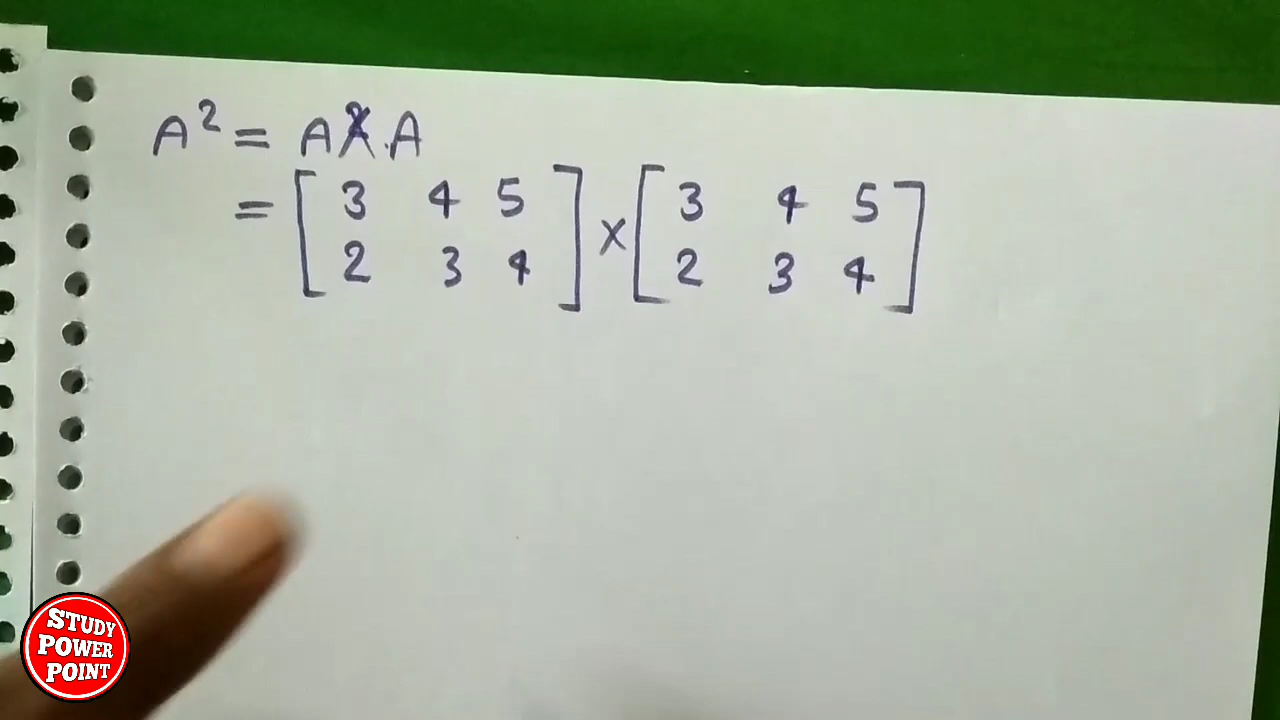 A² = A . A
= [ 3 4 5 ] × [ 3 4 5 ]
[ 2 3 4 ] [ 2 3 4 ]
STUDY
POWER
POINT